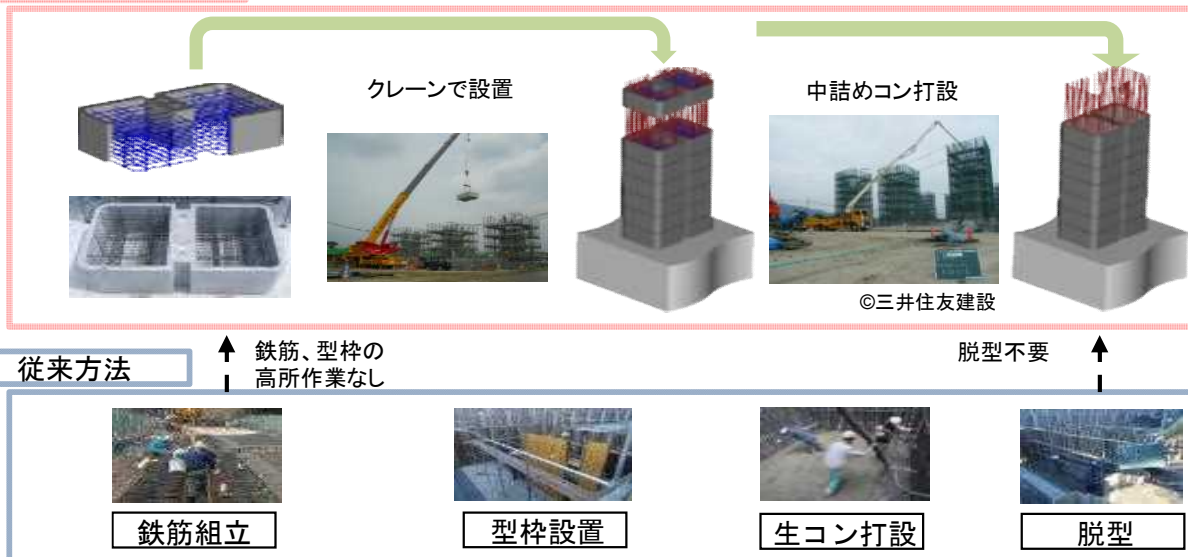 クレーンで設置
中詰めコン打設
©三井住友建設
鉄筋、型枠の
高所作業なし
脱型不要
従来方法
鉄筋組立
型枠設置
生コン打設
脱型